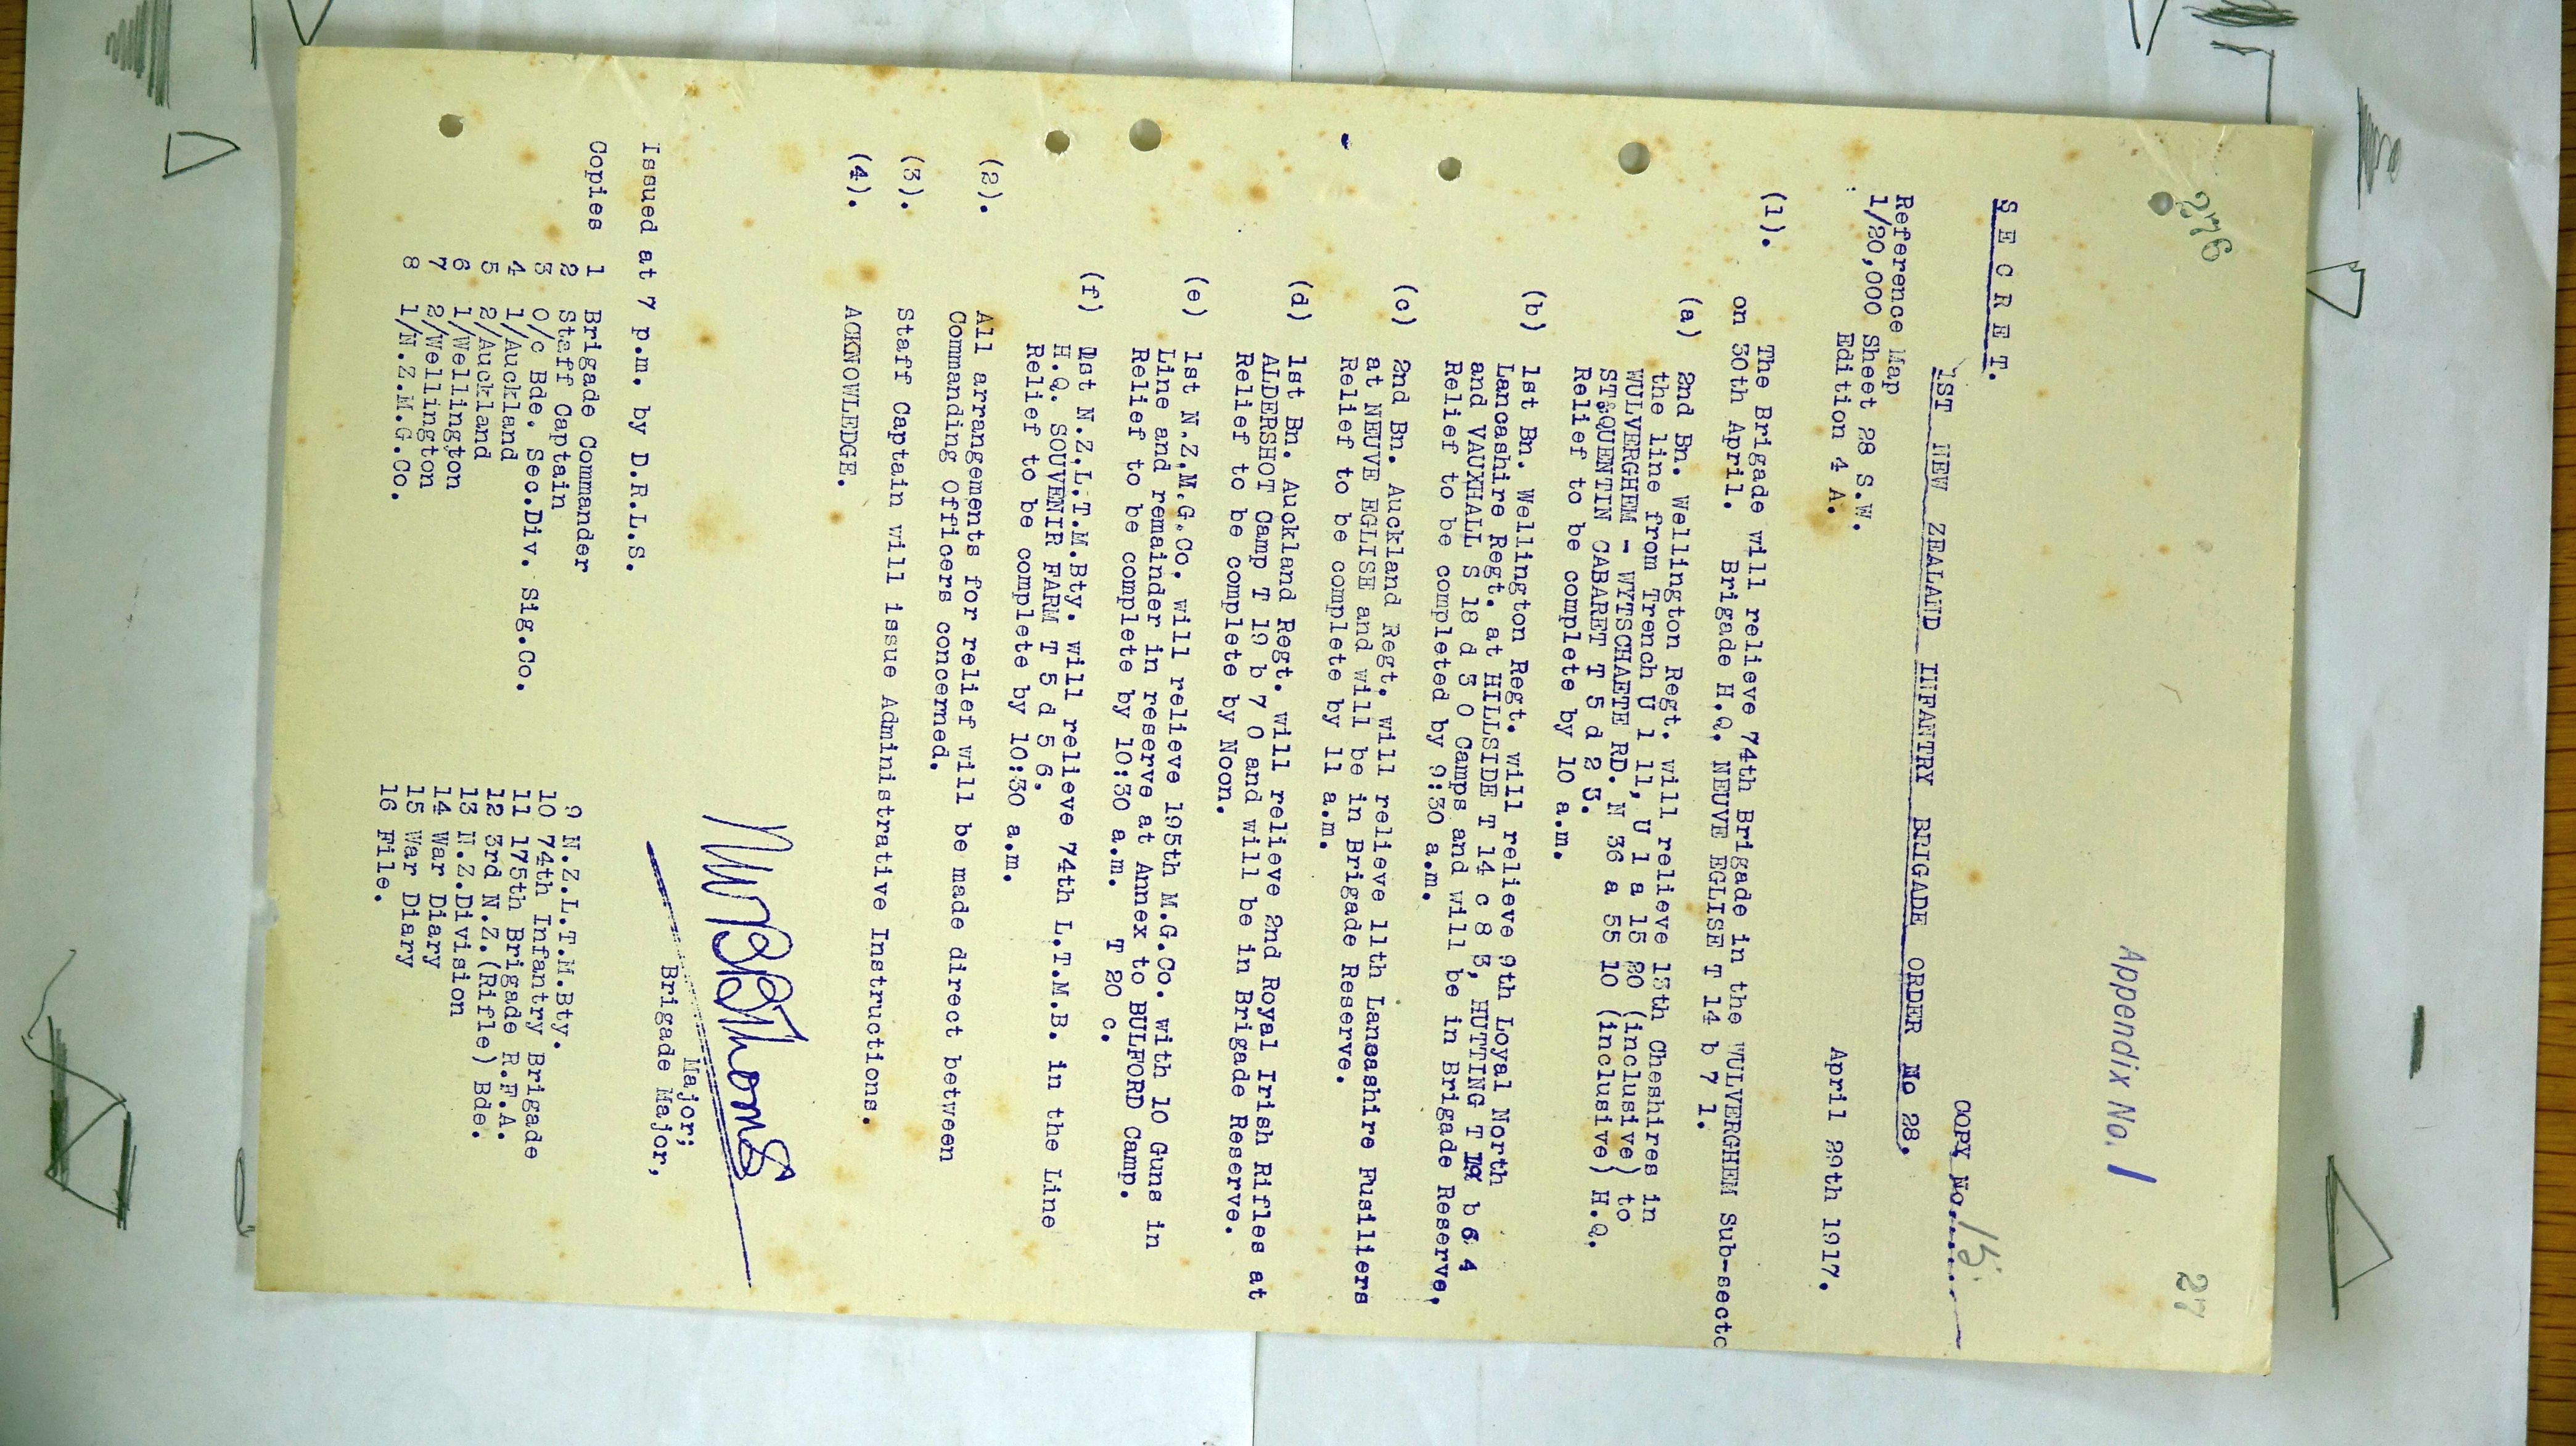 276
27
Appendix No. 1
COPY No. 15
S E C R E T.
1ST NEW ZEALAND INFANTRY BRIGADE ORDER No 28.
Reference Map
1/20,000 Sheet 28 S.W.
Edition 4 A.
April 29th 1917.
(1). The Brigade will relieve 74th Brigade in the WULVERGHEM Sub-secto
on 30th April. Brigade H.Q. NEUVE EGLISE T 14 b 7 1.
(a) 2nd Bn. Wellington Regt. will relieve 13th Cheshires in
the line from Trench U 1 11, U 1 a 15 20 (inclusive) to
WULVERGHEM - WYTSCHAETE RD. N 36 a 55 10 (inclusive) H.Q.
ST.QUENTIN CABARET T 5 d 2 3.
Relief to be complete by 10 a.m.
(b) 1st Bn. Wellington Regt. will relieve 9th Loyal North
Lancashire Regt. at HILLSIDE T 14 c 8 3, HUTTING T 19 b 6 4
and VAUXHALL S 18 d 3 0 Camps and will be in Brigade Reserve,
Relief to be completed by 9:30 a.m.
(c) 2nd Bn. Auckland Regt. will relieve 11th Lancashire Fusiliers
at NEUVE EGLISE and will be in Brigade Reserve.
Relief to be complete by 11 a.m.
(d) 1st Bn. Auckland Regt. will relieve 2nd Royal Irish Rifles at
ALDERSHOT Camp T 19 b 7 0 and will be in Brigade Reserve.
Relief to be complete by Noon.
(e) 1st N.Z.M.G.Co. will relieve 195th M.G.Co. with 10 Guns in
Line and remainder in reserve at Annex to BULFORD Camp.
Relief to be complete by 10:30 a.m. T 20 c.
(f) 1st N.Z.L.T.M.Bty. will relieve 74th L.T.M.B. in the Line
H.Q. SOUVENIR FARM T 5 d 5 6.
Relief to be complete by 10:30 a.m.
(2). All arrangements for relief will be made direct between
Commanding Officers concerned.
(3). Staff Captain will issue Administrative Instructions.
(4). ACKNOWLEDGE.
Major;
Brigade Major,
Issued at 7 p.m. by D.R.L.S.
Copies 1 Brigade Commander
2 Staff Captain
3 O/c Bde. Sec.Div. Sig.Co.
4 1/Auckland
5 2/Auckland
6 1/Wellington
7 2/Wellington
8 1/N.Z.M.G.Co.
9 N.Z.L.T.M.Bty.
10 74th Infantry Brigade
11 175th Brigade R.F.A.
12 3rd N.Z.(Rifle) Bde.
13 N.Z.Division
14 War Diary
15 War Diary
16 File.